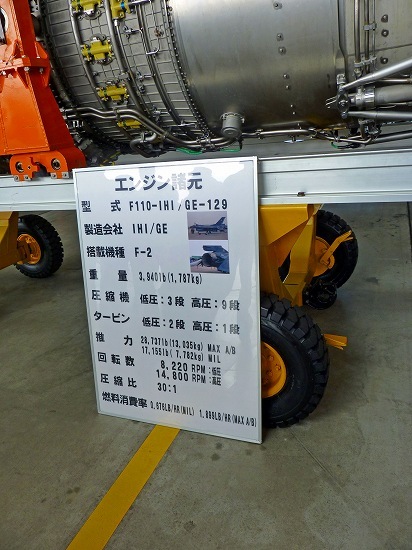 エンジン諸元
型 式 F110-IHI/GE-129
製造会社 IHI/GE
搭載機種 F-2
重 量 3,940lb(1,787kg)
圧縮機 低圧:3段 高圧:9段
タービン 低圧:2段 高圧:1段
推 力 28,737lb(13,035kg) MAX A/B
17,155lb(7,782kg) MIL
回転数 8,220 RPM:低圧
14,800 RPM:高圧
圧縮比 30:1
燃料消費率 0.676LB/HR(MIL) 1.889LB/HR(MAX A/B)